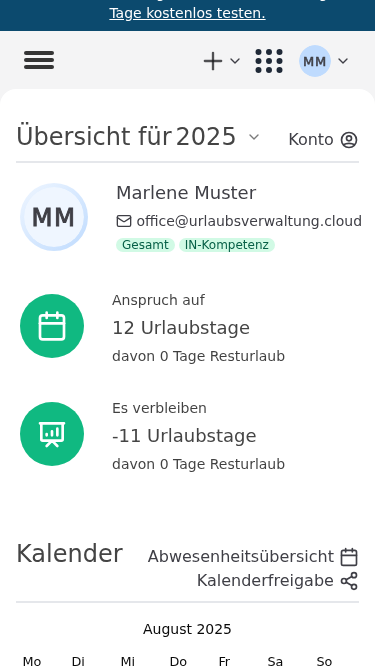 Tage kostenlos testen.
MM
Übersicht für 2025
Konto
MM
Marlene Muster
office@urlaubsverwaltung.cloud
Gesamt IN-Kompetenz
Anspruch auf
12 Urlaubstage
davon 0 Tage Resturlaub
Es verbleiben
-11 Urlaubstage
davon 0 Tage Resturlaub
Kalender
Abwesenheitsübersicht
Kalenderfreigabe
August 2025
Mo Di Mi Do Fr Sa So